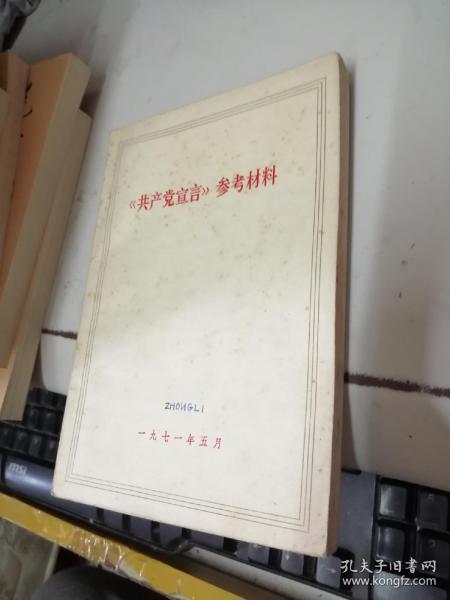 《共产党宣言》参考材料
ZHONGLI
一九七一年五月
msi
孔夫子旧书网
www.kongfz.com